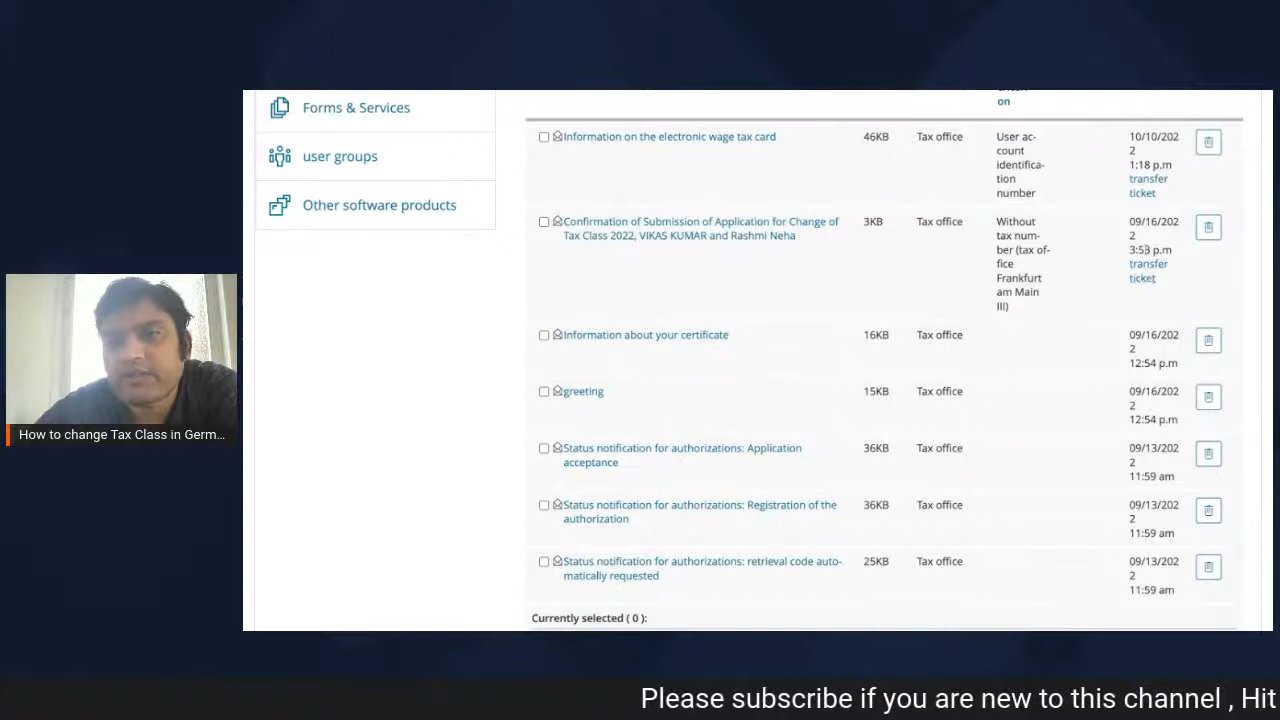 on
Forms & Services
user groups
Other software products
Information on the electronic wage tax card
46KB
Tax office
User ac-
count
identifica-
tion
number
10/10/202
2
1:18 p.m
transfer
ticket
Confirmation of Submission of Application for Change of
Tax Class 2022, VIKAS KUMAR and Rashmi Neha
3KB
Tax office
Without
tax num-
ber (tax of-
fice
Frankfurt
am Main
III)
09/16/202
2
3:53 p.m
transfer
ticket
Information about your certificate
16KB
Tax office
09/16/202
2
12:54 p.m
greeting
15KB
Tax office
09/16/202
2
12:54 p.m
Status notification for authorizations: Application
acceptance
36KB
Tax office
09/13/202
2
11:59 am
Status notification for authorizations: Registration of the
authorization
36KB
Tax office
09/13/202
2
11:59 am
Status notification for authorizations: retrieval code auto-
matically requested
25KB
Tax office
09/13/202
2
11:59 am
Currently selected ( 0 ):
How to change Tax Class in Germ...
Please subscribe if you are new to this channel , Hit